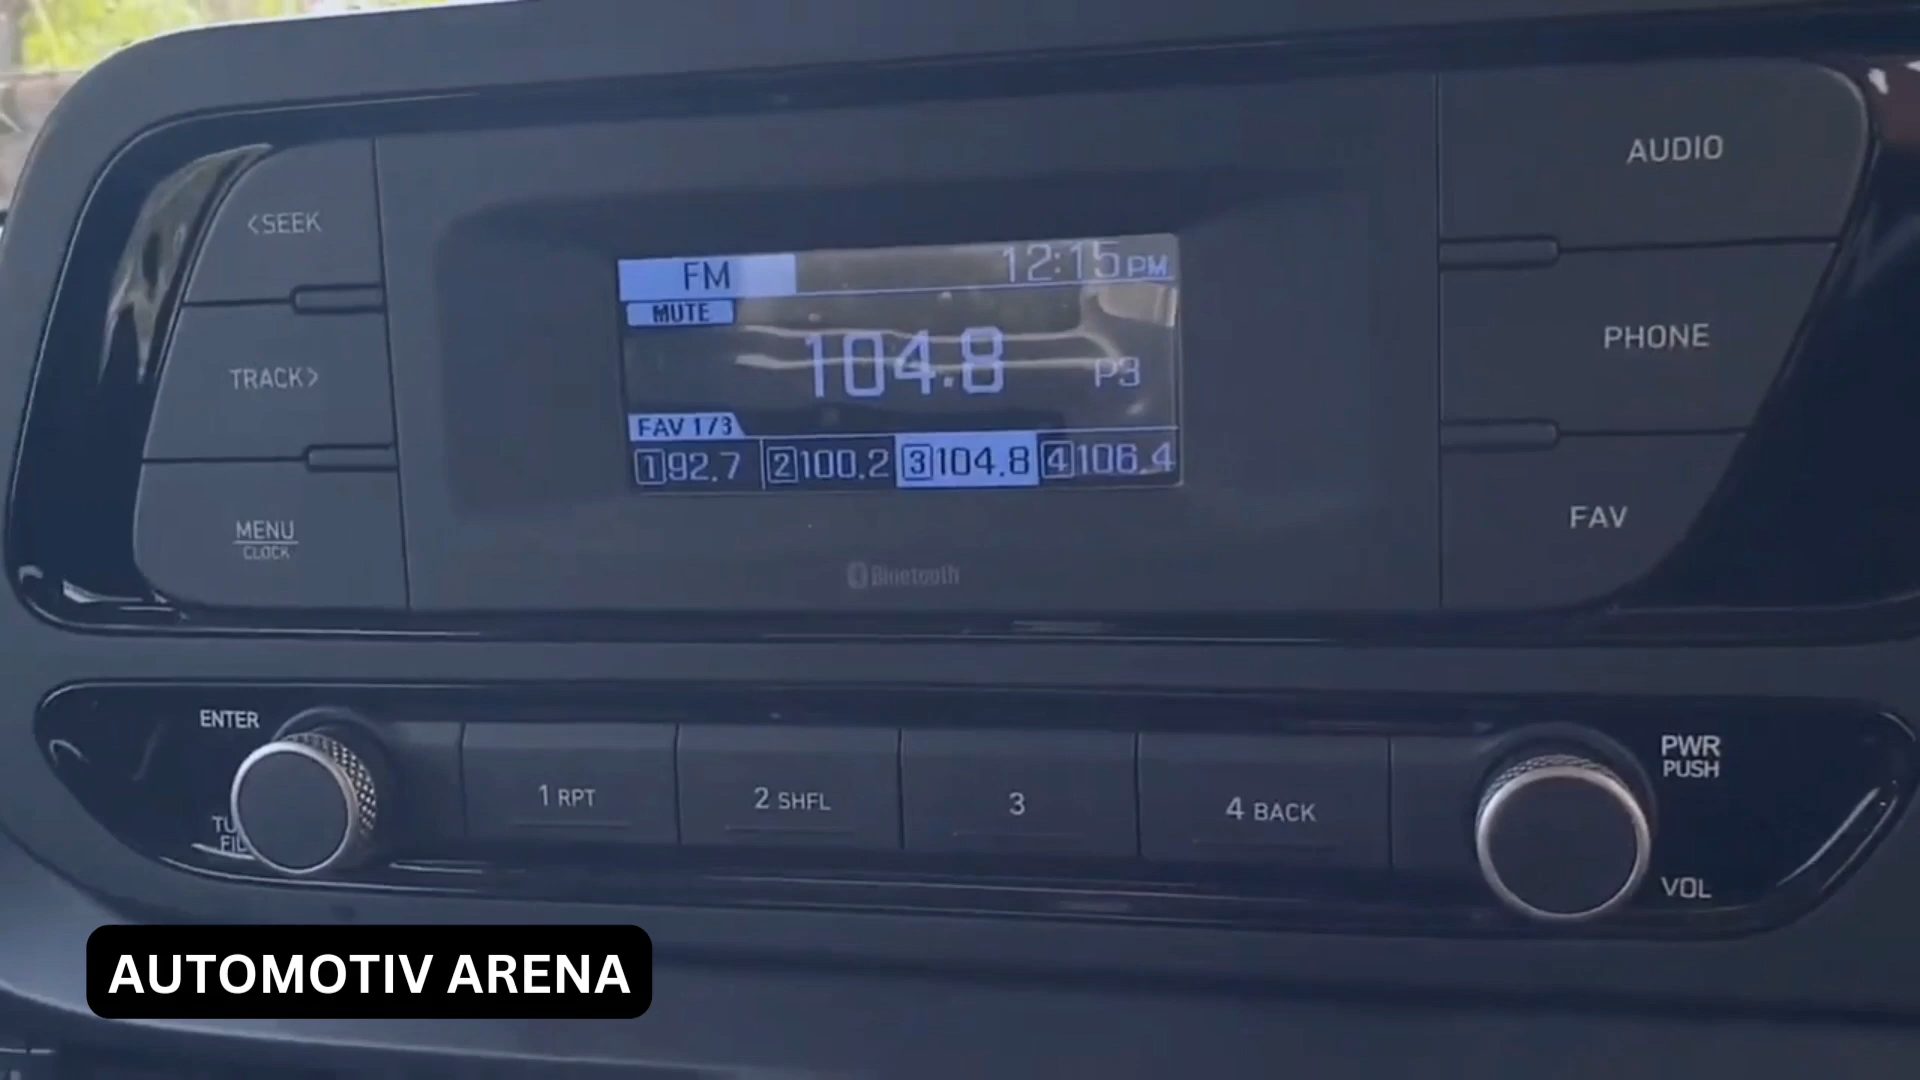 AUDIO
<SEEK
FM
12:15 PM
MUTE
PHONE
104.8
P3
TRACK>
FAV 1/3
1 92.7
2 100.2
3 104.8
4 106.4
FAV
MENU
CLOCK
Bluetooth
ENTER
PWR
PUSH
1 RPT
2 SHFL
3
4 BACK
VOL
AUTOMOTIV ARENA